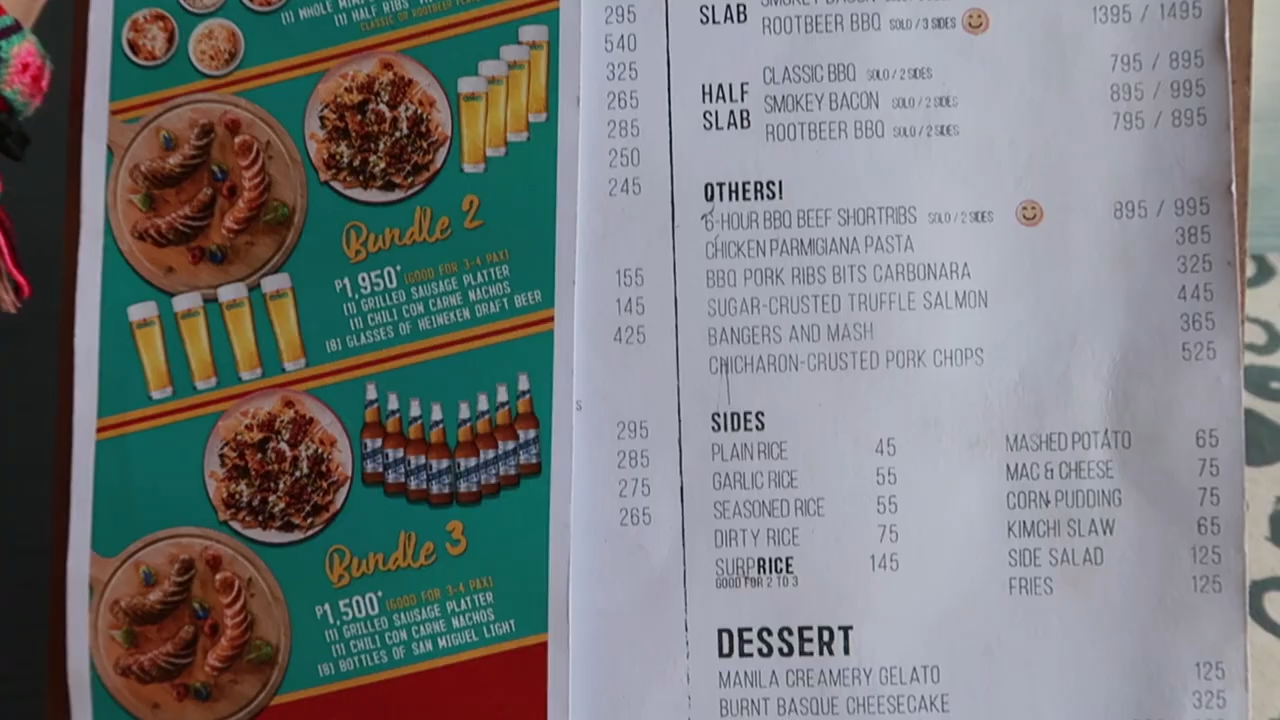 (1) WHOLE
(1) HALF RIBS
CLASSIC OR ROOTBEER
Bundle 2
₱1,950* (GOOD FOR 3-4 PAX)
(1) GRILLED SAUSAGE PLATTER
(1) CHILI CON CARNE NACHOS
(8) GLASSES OF HEINEKEN DRAFT BEER
Bundle 3
₱1,500* (GOOD FOR 3-4 PAX)
(1) GRILLED SAUSAGE PLATTER
(1) CHILI CON CARNE NACHOS
(8) BOTTLES OF SAN MIGUEL LIGHT
295
540
325
265
285
250
245
155
145
425
S
295
285
275
265
SLAB
ROOTBEER BBQ SOLO / 3 SIDES 1395 / 1495
HALF SLAB
CLASSIC BBQ SOLO / 2 SIDES 795 / 895
SMOKEY BACON SOLO / 2 SIDES 895 / 995
ROOTBEER BBQ SOLO / 2 SIDES 795 / 895
OTHERS!
6-HOUR BBQ BEEF SHORTRIBS SOLO / 2 SIDES 895 / 995
CHICKEN PARMIGIANA PASTA 385
BBQ PORK RIBS BITS CARBONARA 325
SUGAR-CRUSTED TRUFFLE SALMON 445
BANGERS AND MASH 365
CHICHARON-CRUSTED PORK CHOPS 525
SIDES
PLAIN RICE 45
GARLIC RICE 55
SEASONED RICE 55
DIRTY RICE 75
SURPRICE 145
GOOD FOR 2 TO 3
MASHED POTATO 65
MAC & CHEESE 75
CORN PUDDING 75
KIMCHI SLAW 65
SIDE SALAD 125
FRIES 125
DESSERT
MANILA CREAMERY GELATO 125
BURNT BASQUE CHEESECAKE 325